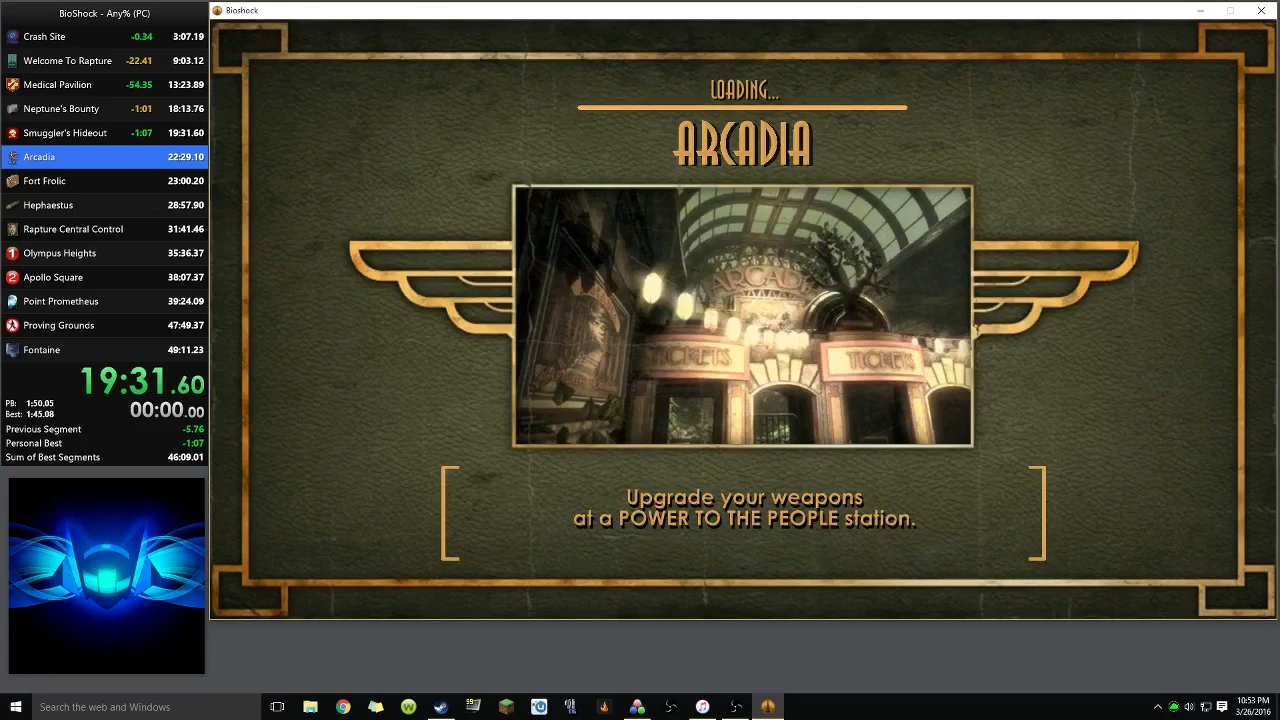 BioShock - Any% (PC)
Crash Site -0.34 3:07.19
Welcome To Rapture -22.41 9:03.12
Medical Pavilion -54.35 13:23.89
Neptune's Bounty -1:01 18:13.76
Smuggler's Hideout -1:07 19:31.60
Arcadia 22:29.10
Fort Frolic 23:00.20
Hephaestus 28:57.90
Rapture Central Control 31:41.46
Olympus Heights 35:36.37
Apollo Square 38:07.37
Point Prometheus 39:24.09
Proving Grounds 47:49.37
Fontaine 49:11.23
19:31.60
PB: 1:50.05
Best: 1:45.08
00:00.00
Previous Segment -5.76
Personal Best -1:07
Sum of Best Segments 46:09.01
Bioshock
LOADING...
ARCADIA
ARCADIA
TICKETS
TICKETS
Upgrade your weapons
at a POWER TO THE PEOPLE station.
Search the web and Windows
10:53 PM
3/26/2016